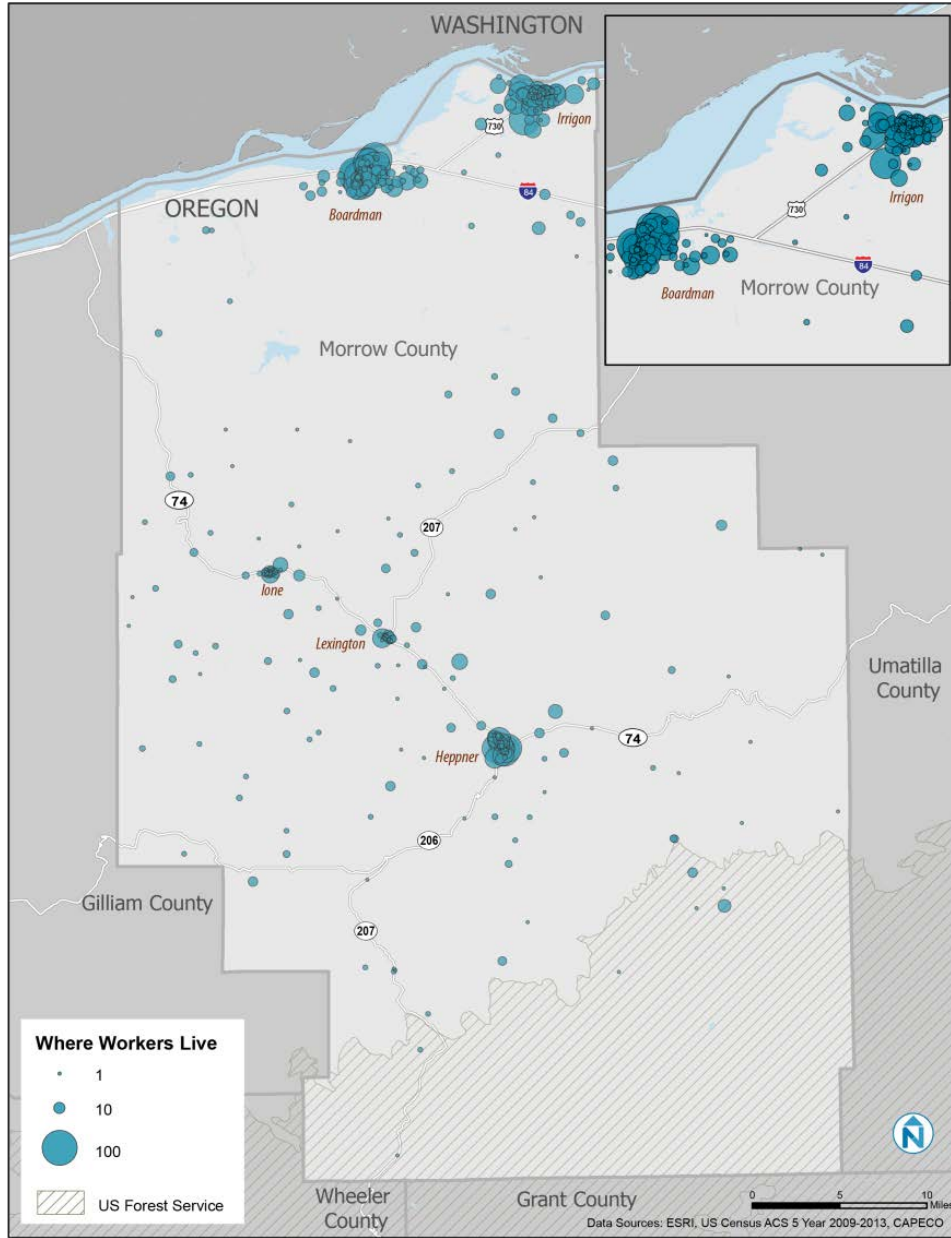 WASHINGTON
Irrigon
730
84
Boardman
OREGON
730
Irrigon
84
Boardman
Morrow County
Morrow County
74
207
Ione
Lexington
Umatilla
County
Heppner
74
206
Gilliam County
207
Where Workers Live
1
10
100
US Forest Service
N
Wheeler
County
Grant County
0 5 10
Miles
Data Sources: ESRI, US Census ACS 5 Year 2009-2013, CAPECO